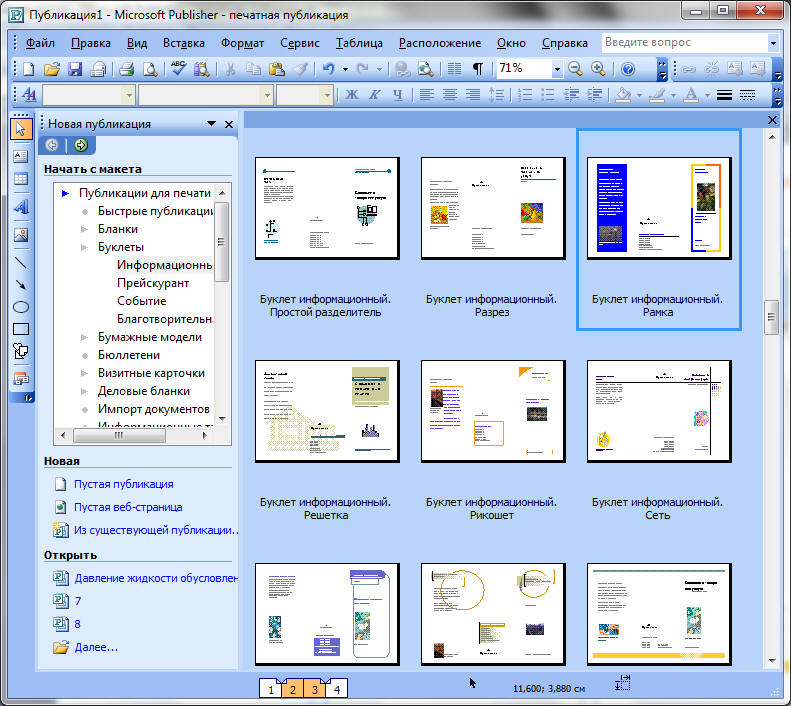 Публикация1 - Microsoft Publisher - печатная публикация
Файл Правка Вид Вставка Формат Сервис Таблица Расположение Окно Справка Введите вопрос
71%
Ж К Ч
Новая публикация
Начать с макета
Публикации для печати
Быстрые публикации
Бланки
Буклеты
Информационны
Прейскурант
Событие
Благотворительн
Бумажные модели
Бюллетени
Визитные карточки
Деловые бланки
Импорт документов
Новая
Пустая публикация
Пустая веб-страница
Из существующей публикации..
Открыть
Давление жидкости обусловлен
7
8
Далее...
Буклет информационный.
Простой разделитель
Буклет информационный.
Разрез
Буклет информационный.
Рамка
Буклет информационный.
Решетка
Буклет информационный.
Рикошет
Буклет информационный.
Сеть
1 2 3 4
11,600; 3,880 см